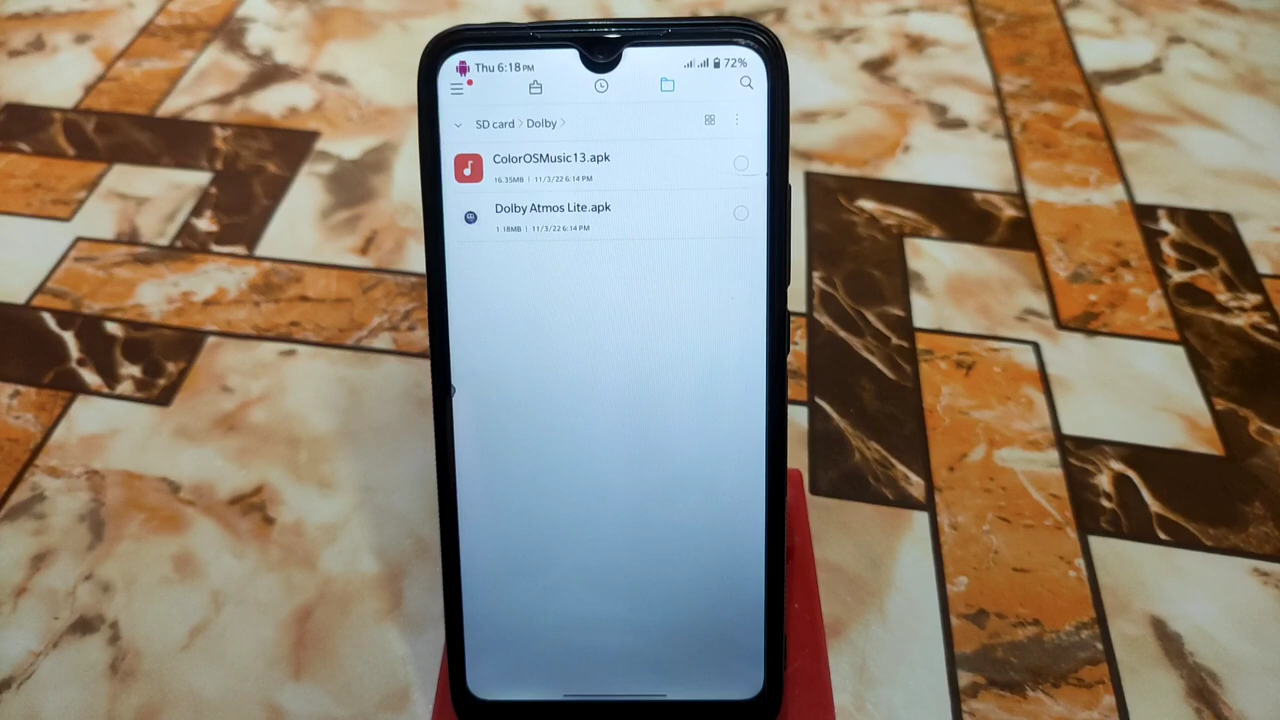 Thu 6:18 PM 72%
SD card > Dolby >
ColorOSMusic13.apk
16.35MB | 11/3/22 6:14 PM
Dolby Atmos Lite.apk
1.18MB | 11/3/22 6:14 PM